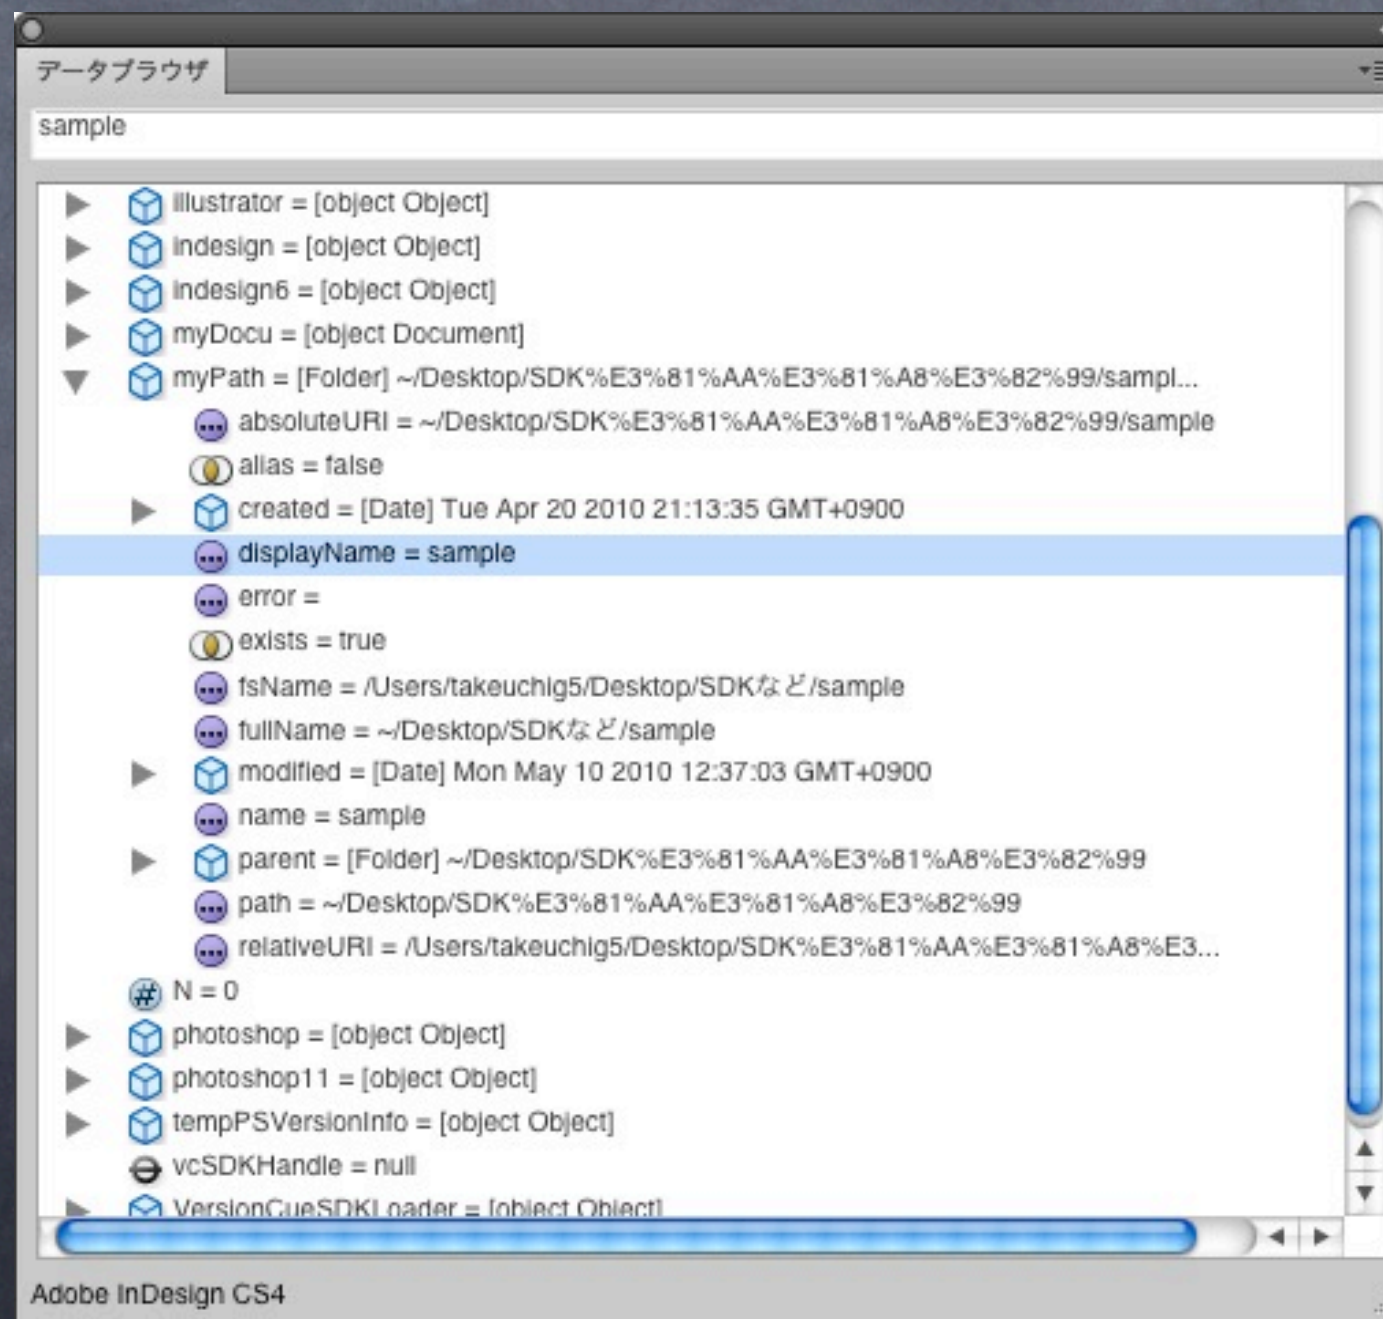 データブラウザ
sample
illustrator = [object Object]
indesign = [object Object]
indesign6 = [object Object]
myDocu = [object Document]
myPath = [Folder] ~/Desktop/SDK%E3%81%AA%E3%81%A8%E3%82%99/sampl...
absoluteURI = ~/Desktop/SDK%E3%81%AA%E3%81%A8%E3%82%99/sample
alias = false
created = [Date] Tue Apr 20 2010 21:13:35 GMT+0900
displayName = sample
error =
exists = true
fsName = /Users/takeuchig5/Desktop/SDKなど/sample
fullName = ~/Desktop/SDKなど/sample
modified = [Date] Mon May 10 2010 12:37:03 GMT+0900
name = sample
parent = [Folder] ~/Desktop/SDK%E3%81%AA%E3%81%A8%E3%82%99
path = ~/Desktop/SDK%E3%81%AA%E3%81%A8%E3%82%99
relativeURI = /Users/takeuchig5/Desktop/SDK%E3%81%AA%E3%81%A8%E3...
N = 0
photoshop = [object Object]
photoshop11 = [object Object]
tempPSVersionInfo = [object Object]
vcSDKHandle = null
VersionCueSDKLoader = [object Object]
Adobe InDesign CS4